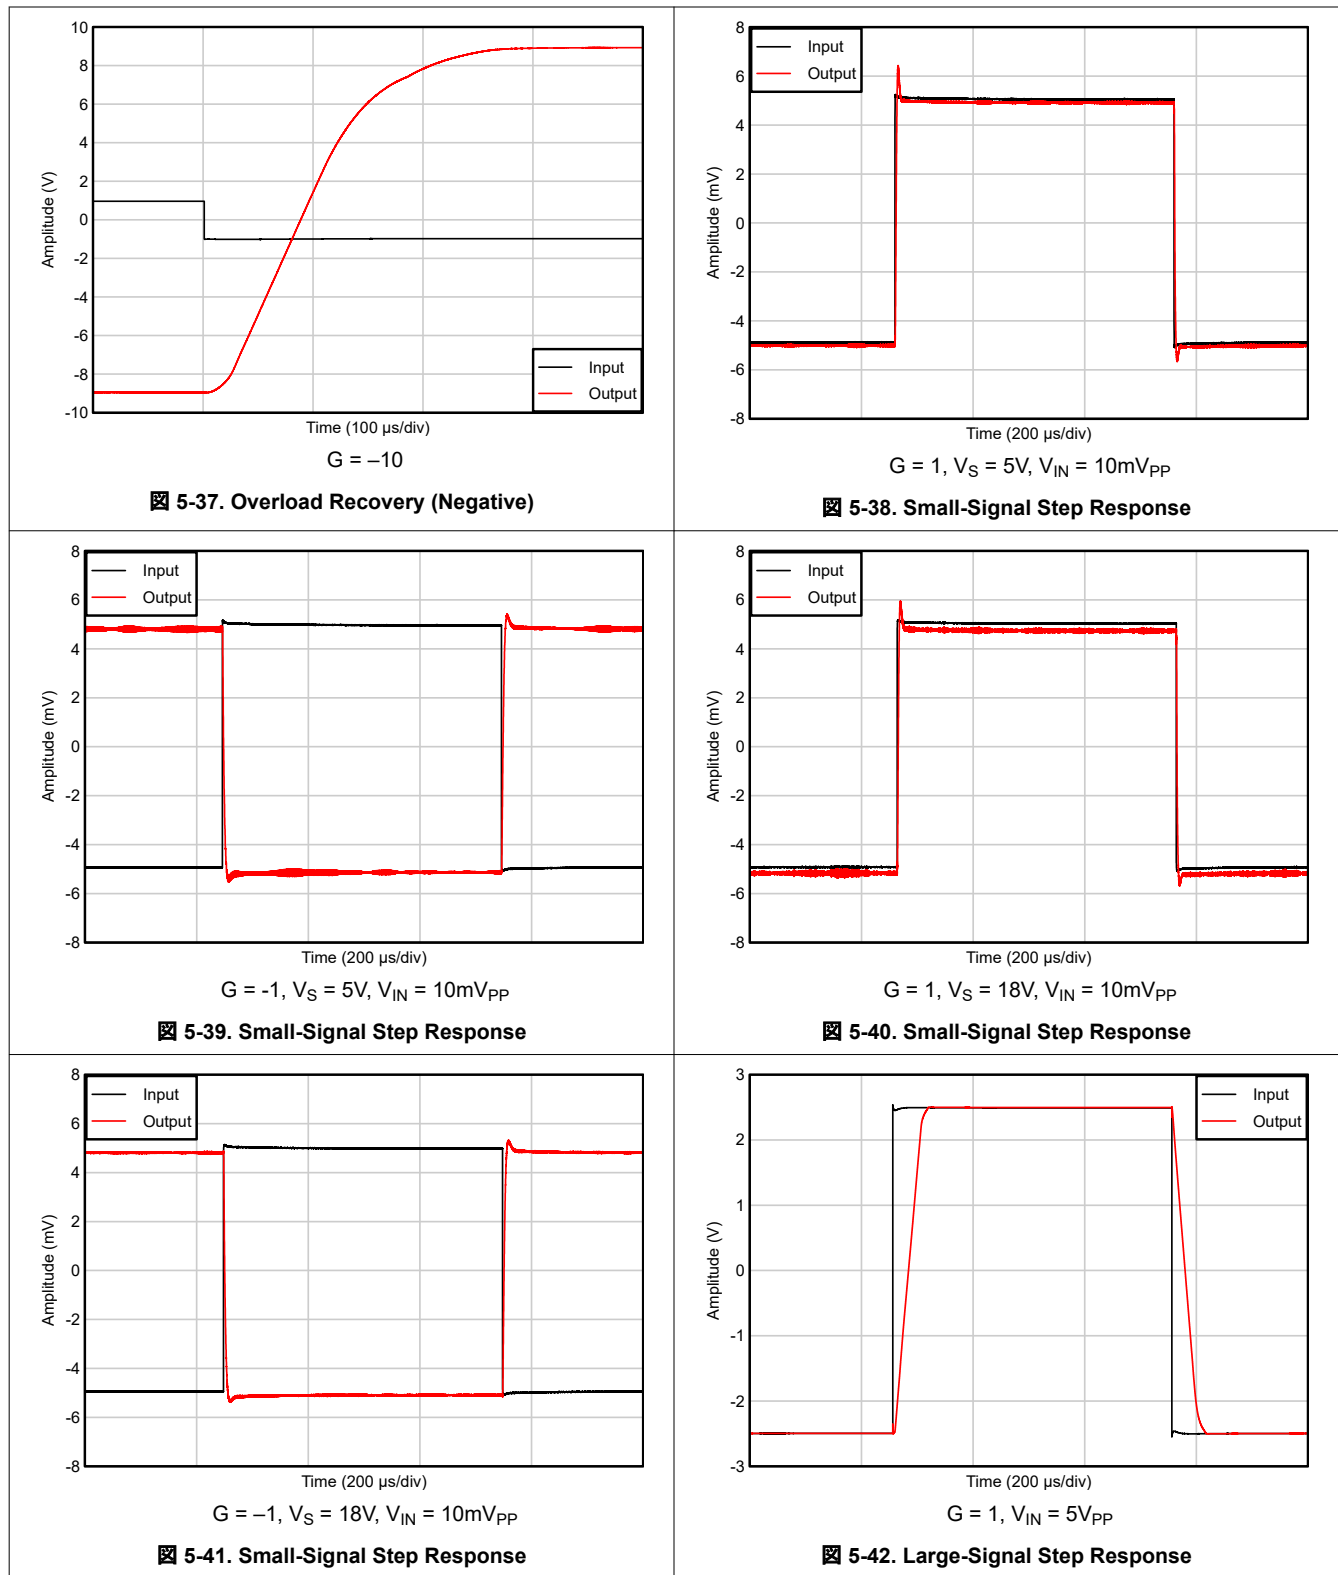 10
8
6
4
2
0
-2
-4
-6
-8
-10
Amplitude (V)
Input
Output
Time (100 µs/div)
G = –10
図 5-37. Overload Recovery (Negative)
8
6
4
2
0
-2
-4
-6
-8
Amplitude (mV)
Input
Output
Time (200 µs/div)
G = 1, VS = 5V, VIN = 10mVPP
図 5-38. Small-Signal Step Response
8
6
4
2
0
-2
-4
-6
-8
Amplitude (mV)
Input
Output
Time (200 µs/div)
G = -1, VS = 5V, VIN = 10mVPP
図 5-39. Small-Signal Step Response
8
6
4
2
0
-2
-4
-6
-8
Amplitude (mV)
Input
Output
Time (200 µs/div)
G = 1, VS = 18V, VIN = 10mVPP
図 5-40. Small-Signal Step Response
8
6
4
2
0
-2
-4
-6
-8
Amplitude (mV)
Input
Output
Time (200 µs/div)
G = –1, VS = 18V, VIN = 10mVPP
図 5-41. Small-Signal Step Response
3
2
1
0
-1
-2
-3
Amplitude (V)
Input
Output
Time (200 µs/div)
G = 1, VIN = 5VPP
図 5-42. Large-Signal Step Response